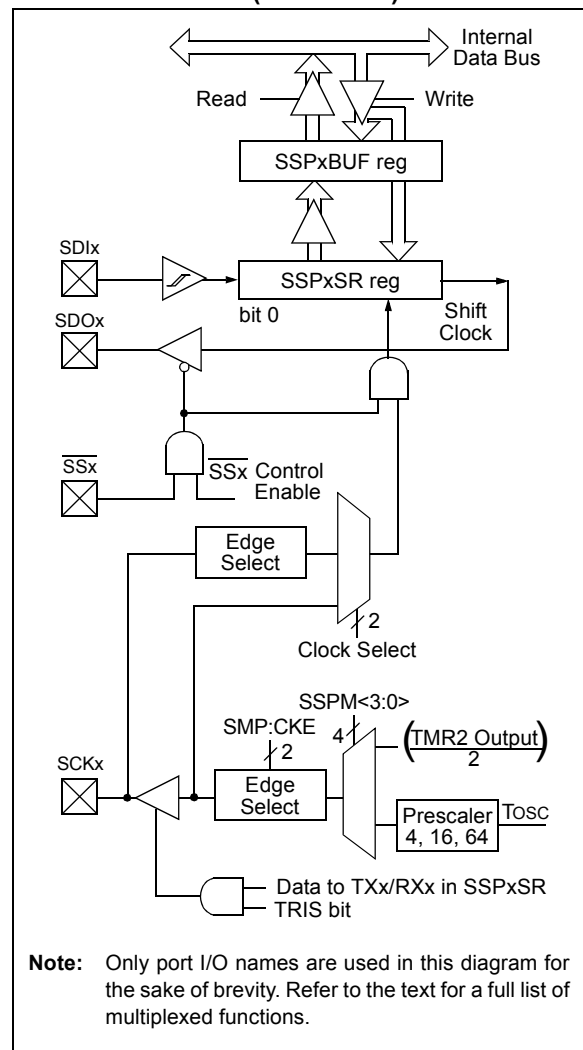 Internal
Data Bus
Read
Write
SSPxBUF reg
SDIx
SSPxSR reg
bit 0
Shift
Clock
SDOx
SSx
SSx Control
Enable
Edge
Select
2
Clock Select
SSPM<3:0>
SMP:CKE
4
2
(TMR2 Output
2)
SCKx
Edge
Select
Prescaler
4, 16, 64
TOSC
Data to TXx/RXx in SSPxSR
TRIS bit
Note: Only port I/O names are used in this diagram for
the sake of brevity. Refer to the text for a full list of
multiplexed functions.